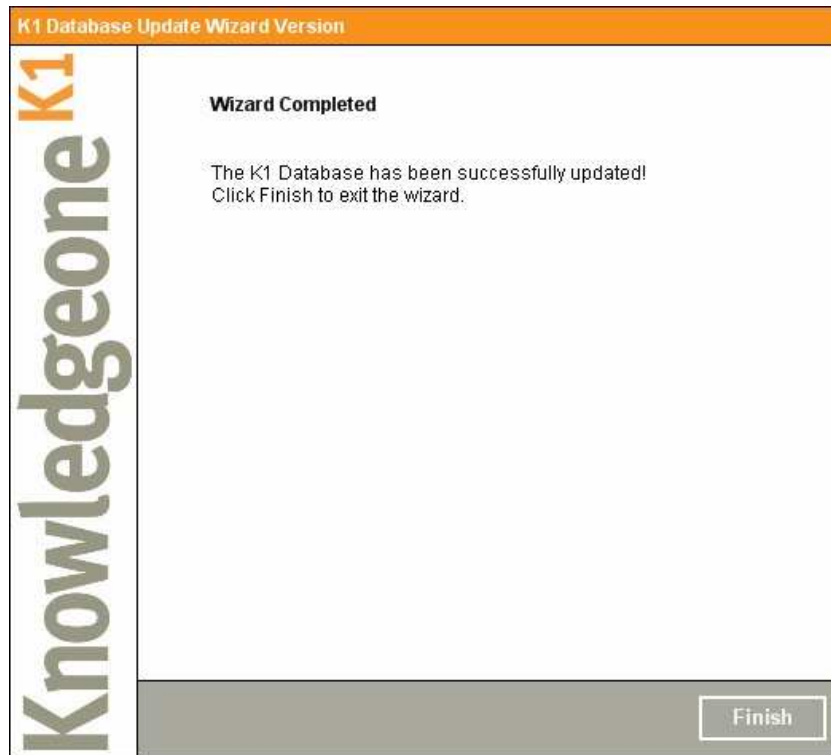 K1 Database Update Wizard Version
Knowledgeone K1
Wizard Completed
The K1 Database has been successfully updated!
Click Finish to exit the wizard.
Finish